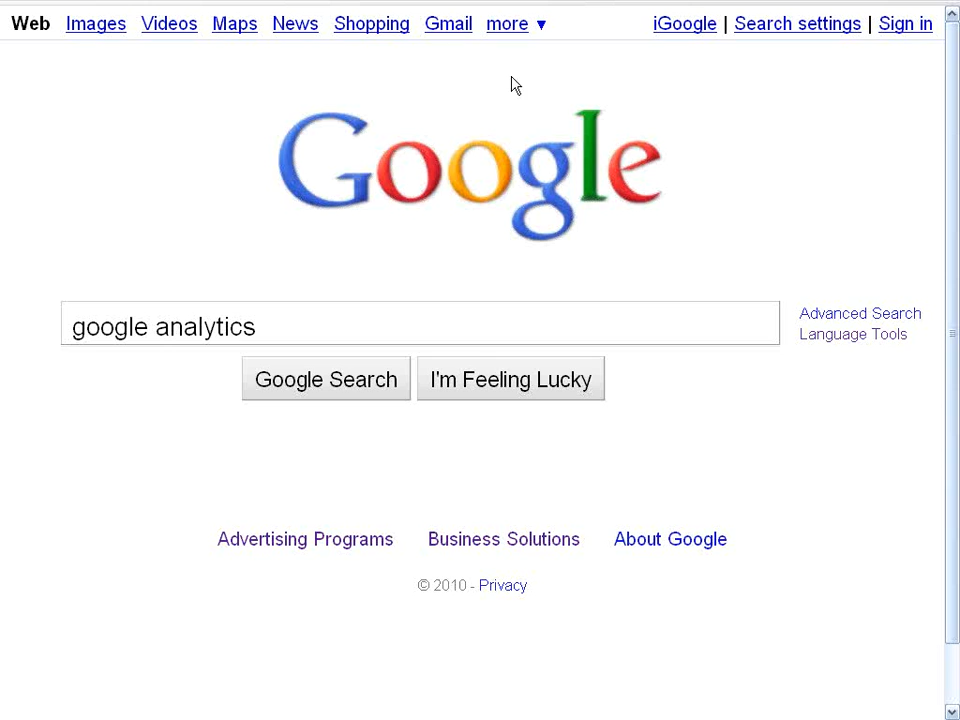 Web Images Videos Maps News Shopping Gmail more ▼ iGoogle | Search settings | Sign in
Google
google analytics
Advanced Search
Language Tools
Google Search I'm Feeling Lucky
Advertising Programs Business Solutions About Google
© 2010 - Privacy